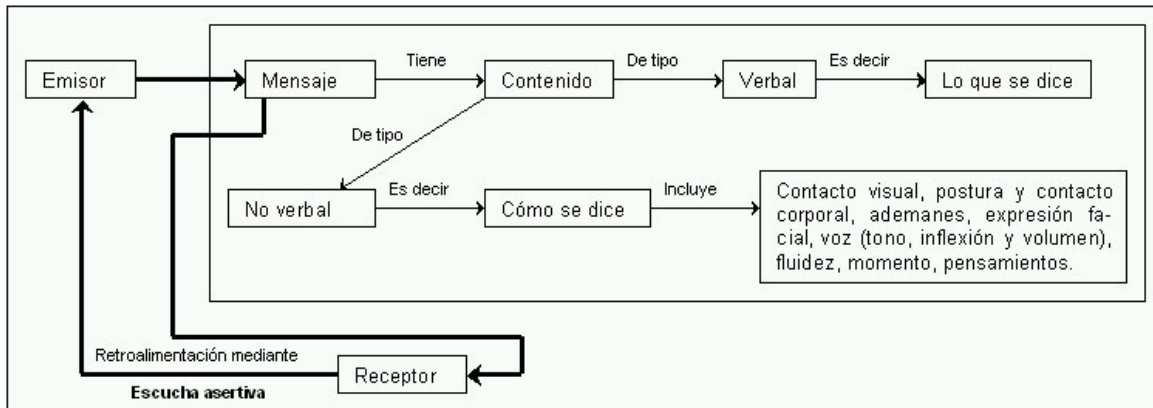 Emisor
Mensaje
Tiene
Contenido
De tipo
Verbal
Es decir
Lo que se dice
De tipo
No verbal
Es decir
Cómo se dice
Incluye
Contacto visual, postura y contacto
corporal, ademanes, expresión fa-
cial, voz (tono, inflexión y volumen),
fluidez, momento, pensamientos.
Retroalimentación mediante
Escucha asertiva
Receptor